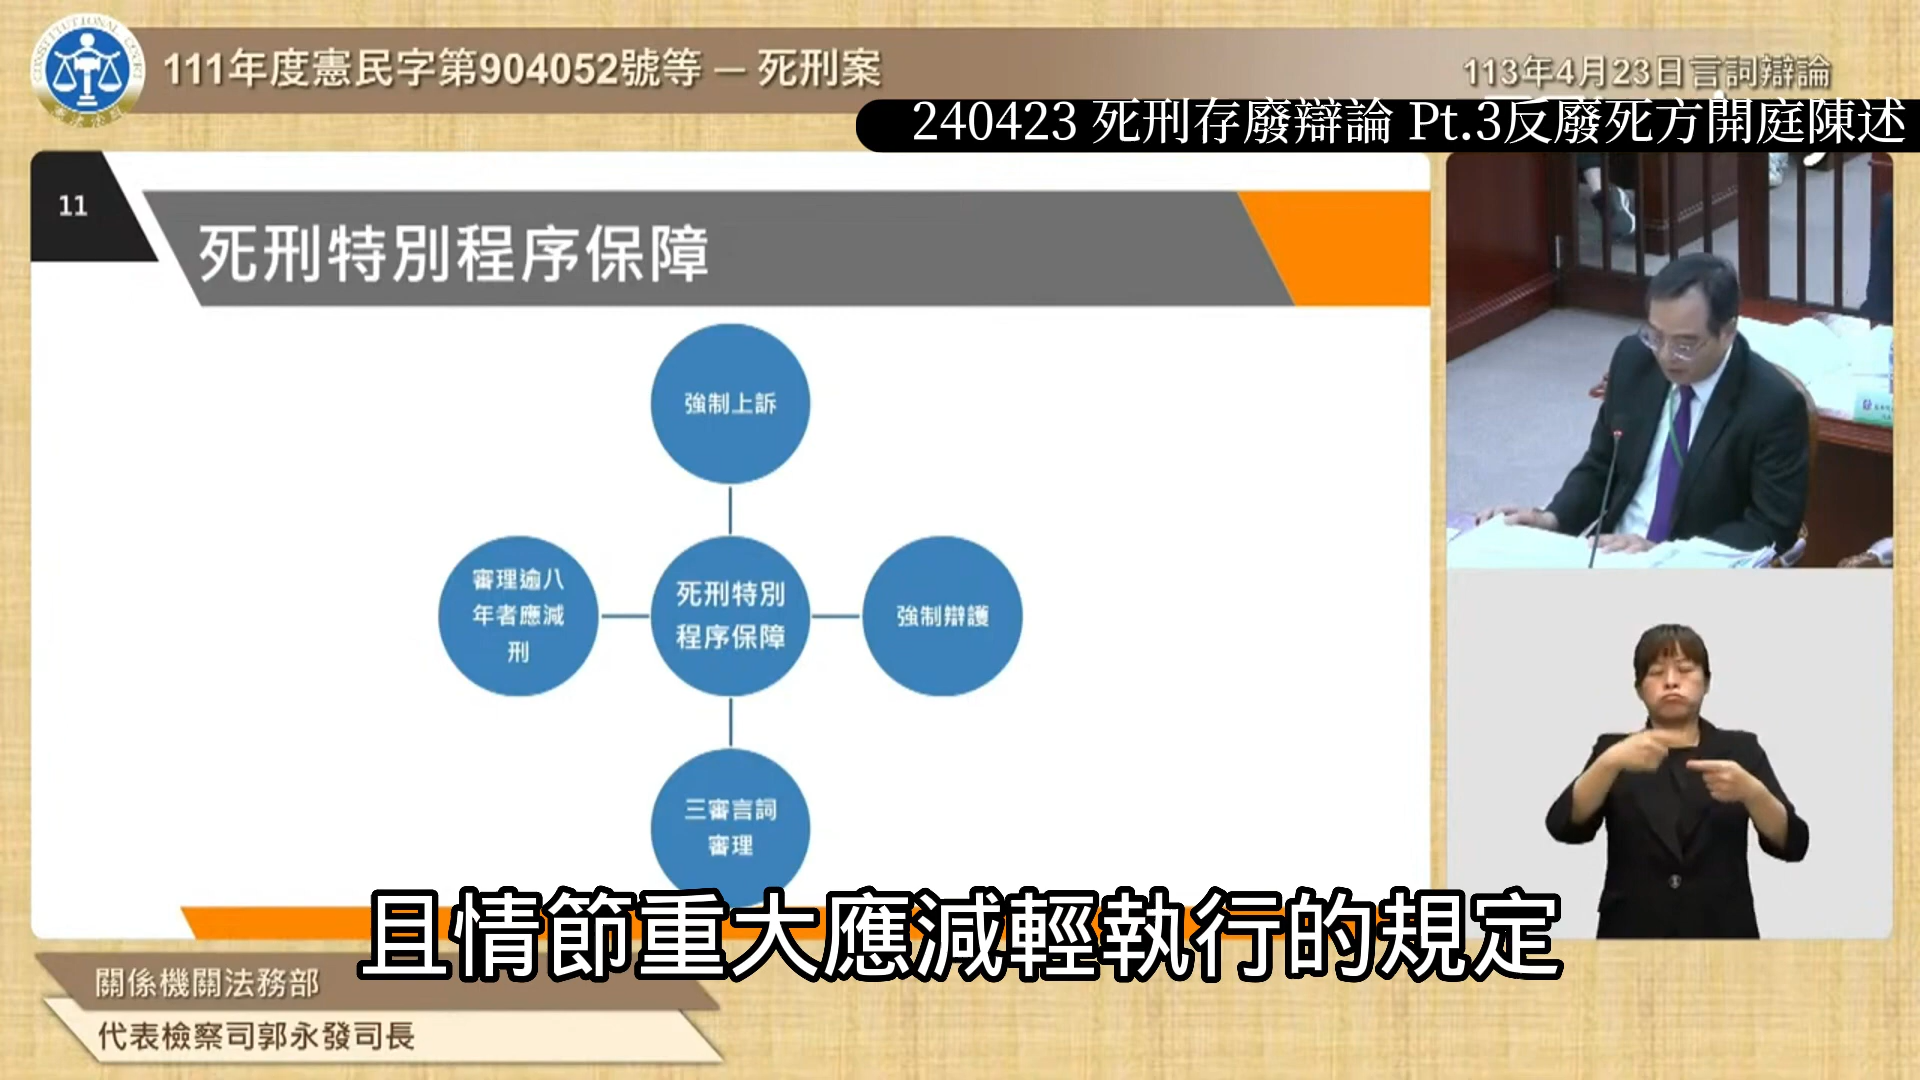 111年度憲民字第904052號等 — 死刑案
113年4月23日言詞辯論
240423 死刑存廢辯論 Pt.3反廢死方開庭陳述
CONSTITUTIONAL COURT
11
死刑特別程序保障
強制上訴
審理逾八
年者應減
刑
死刑特別
程序保障
強制辯護
三審言詞
審理
且情節重大應減輕執行的規定
關係機關法務部
代表檢察司郭永發司長